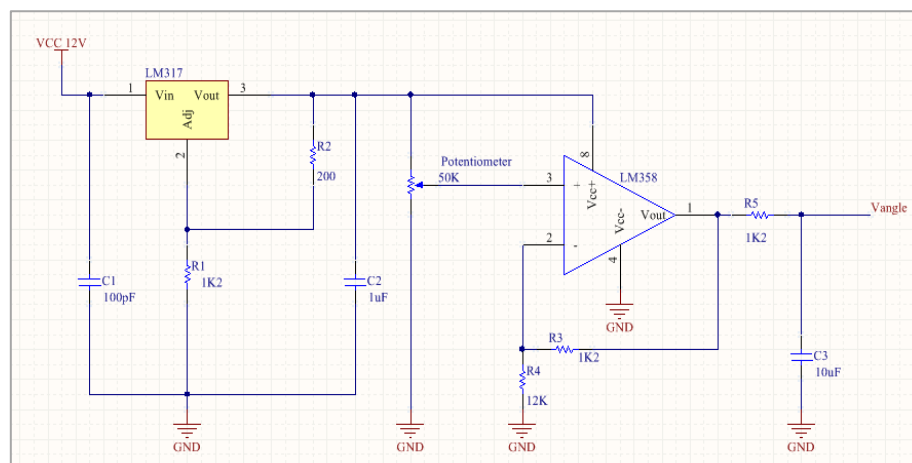 VCC 12V
LM317
1
Vin
Vout
3
Adj
2
R2
200
R1
1K2
C1
100pF
C2
1uF
GND
Potentiometer
50K
GND
LM358
8
3
+
Vcc+
2
-
Vcc-
4
Vout
1
GND
R3
1K2
R4
12K
GND
R5
1K2
Vangle
C3
10uF
GND